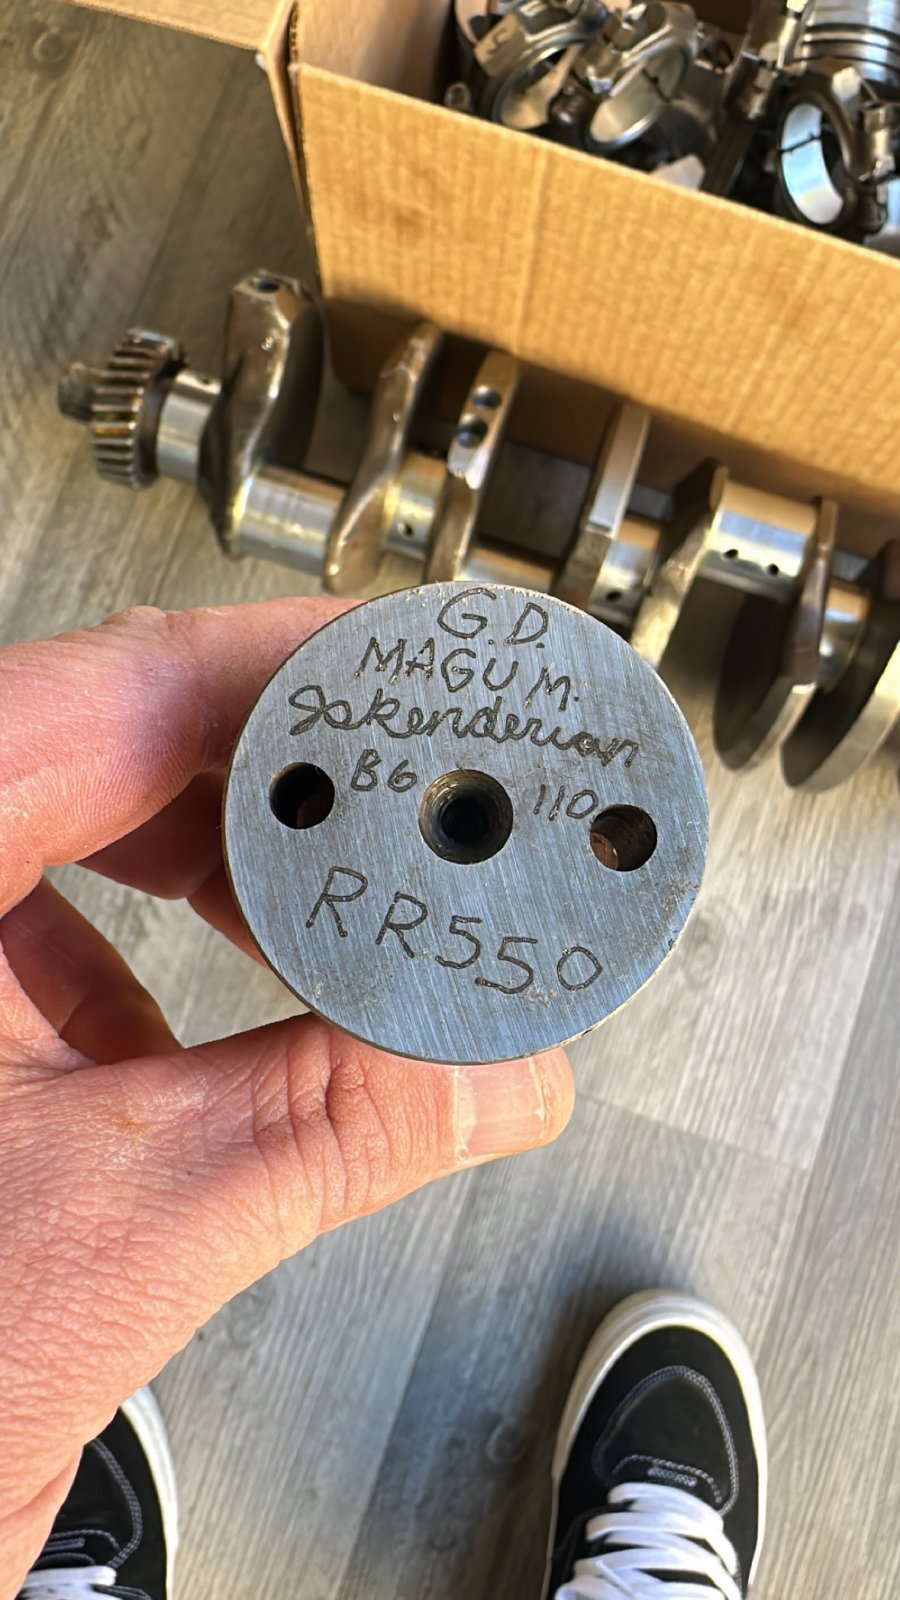 G.D.
MAGUM.
Iskenderian
B6 110
RR550